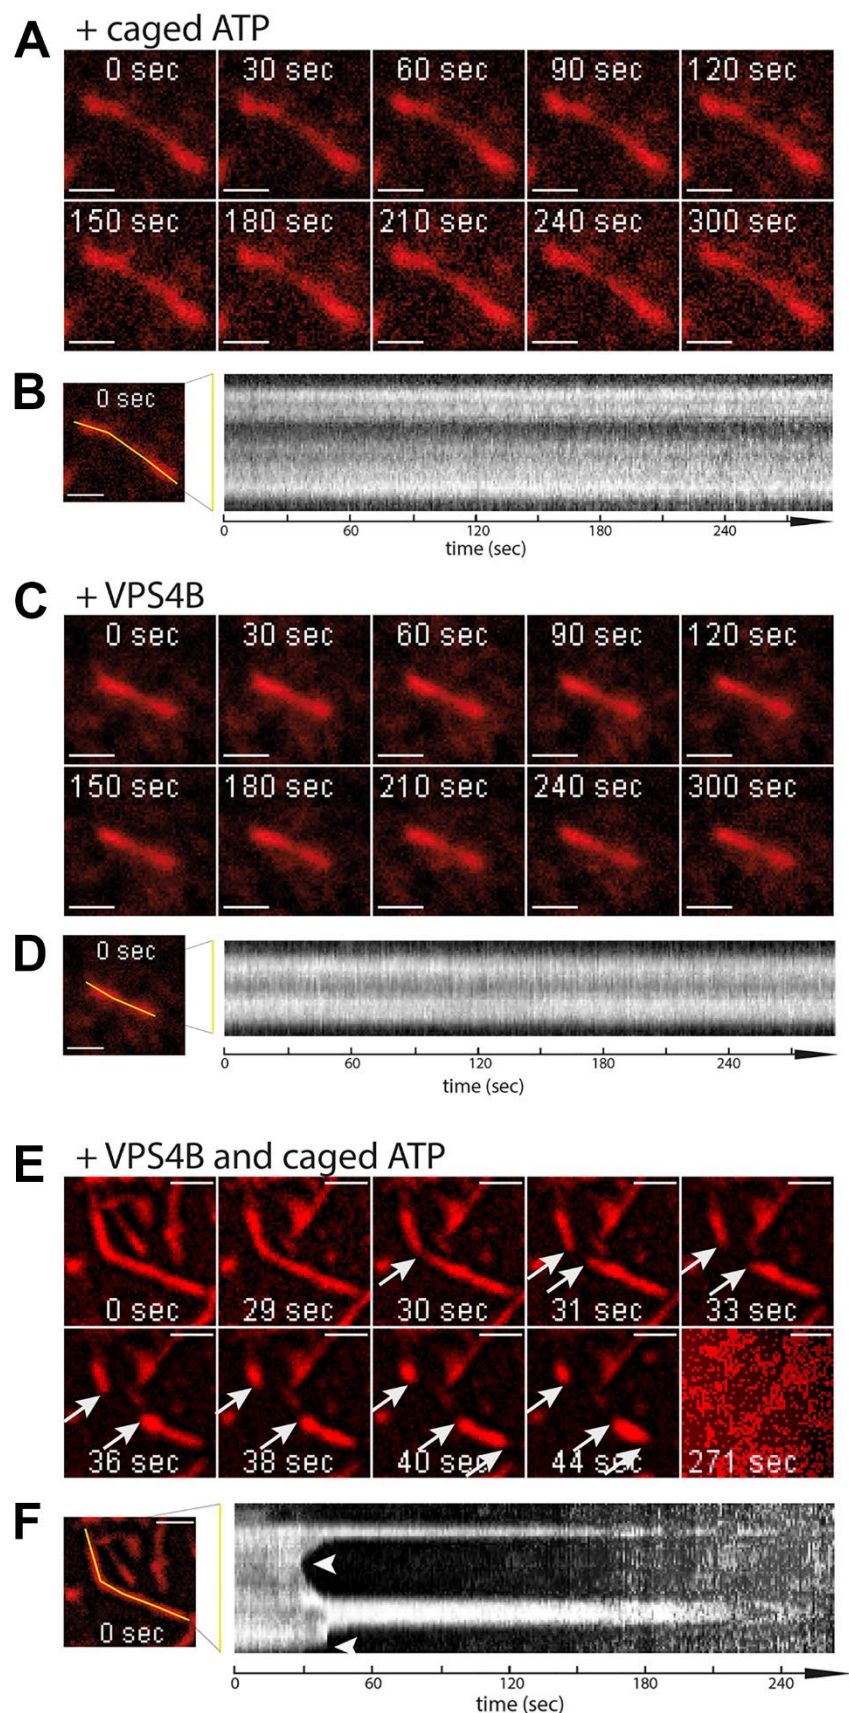 A
+ caged ATP
0 sec 30 sec 60 sec 90 sec 120 sec
150 sec 180 sec 210 sec 240 sec 300 sec
B
0 sec
0 60 120 180 240
time (sec)
C
+ VPS4B
0 sec 30 sec 60 sec 90 sec 120 sec
150 sec 180 sec 210 sec 240 sec 300 sec
D
0 sec
0 60 120 180 240
time (sec)
E
+ VPS4B and caged ATP
0 sec 29 sec 30 sec 31 sec 33 sec
36 sec 38 sec 40 sec 44 sec 271 sec
F
0 sec
0 60 120 180 240
time (sec)